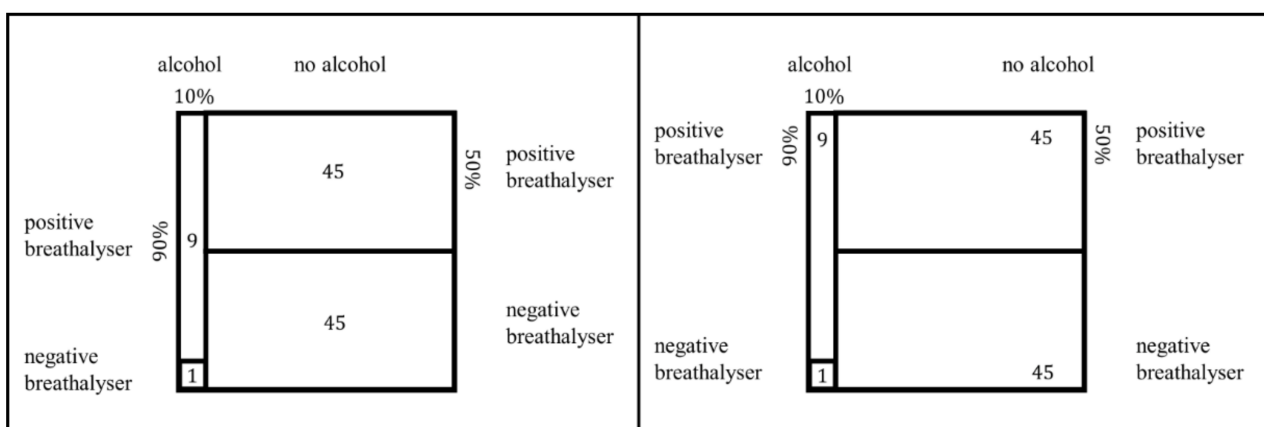 alcohol no alcohol
10%
45
50%
positive
breathalyser
positive
breathalyser
90%
9
45
negative
breathalyser
negative
breathalyser
1
alcohol no alcohol
10%
positive
breathalyser
90%
9
45
50%
positive
breathalyser
negative
breathalyser
1
45
negative
breathalyser